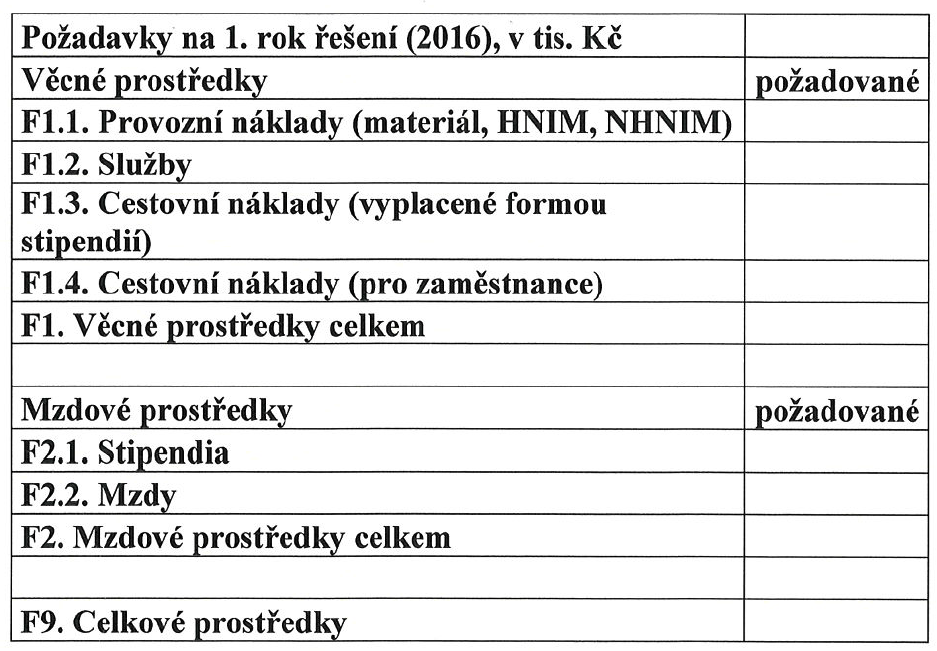 Požadavky na 1. rok řešení (2016), v tis. Kč
Věcné prostředky požadované
F1.1. Provozní náklady (materiál, HNIM, NHNIM)
F1.2. Služby
F1.3. Cestovní náklady (vyplacené formou
stipendií)
F1.4. Cestovní náklady (pro zaměstnance)
F1. Věcné prostředky celkem
Mzdové prostředky požadované
F2.1. Stipendia
F2.2. Mzdy
F2. Mzdové prostředky celkem
F9. Celkové prostředky